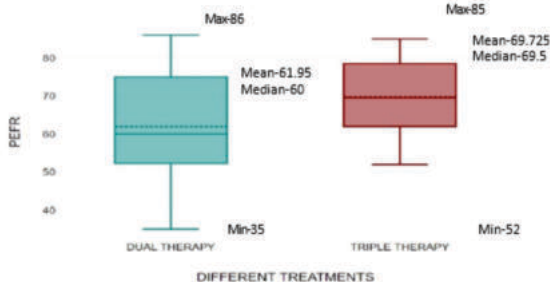 Max-86
Max-85
Mean-61.95
Median-60
Mean-69.725
Median-69.5
80
70
60
50
40
PEFR
Min-35
Min-52
DUAL THERAPY
TRIPLE THERAPY
DIFFERENT TREATMENTS